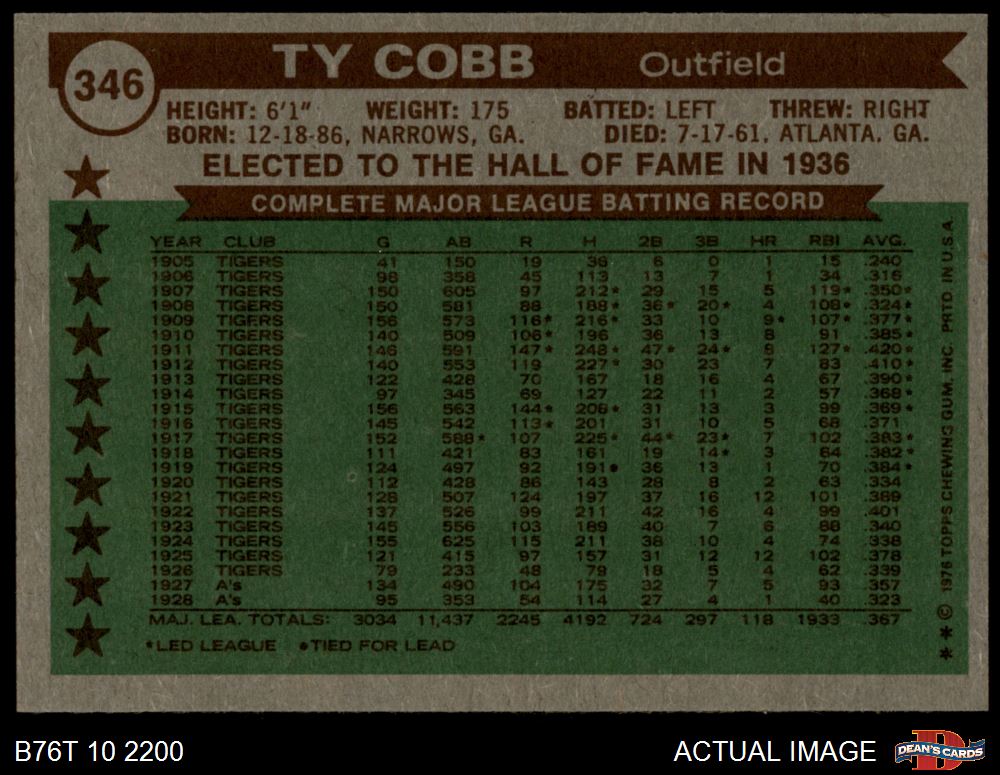 346
TY COBB Outfield
HEIGHT: 6'1" WEIGHT: 175 BATTED: LEFT THREW: RIGHT
BORN: 12-18-86, NARROWS, GA. DIED: 7-17-61, ATLANTA, GA.
ELECTED TO THE HALL OF FAME IN 1936
COMPLETE MAJOR LEAGUE BATTING RECORD
YEAR CLUB G AB R H 2B 3B HR RBI AVG.
1905 TIGERS 41 150 19 36 6 0 1 15 .240
1906 TIGERS 98 358 45 113 13 7 1 34 .316
1907 TIGERS 150 605 97 212* 29 15 5 119* .350*
1908 TIGERS 150 581 88 188* 36* 20* 4 108* .324*
1909 TIGERS 156 573 116* 216* 33 10 9* 107* .377*
1910 TIGERS 140 509 106* 196 36 13 8 91 .385*
1911 TIGERS 146 591 147* 248* 47* 24* 8 127* .420*
1912 TIGERS 140 553 119 227* 30 23 7 83 .410*
1913 TIGERS 122 428 70 167 18 16 4 67 .390*
1914 TIGERS 97 345 69 127 22 11 2 57 .368*
1915 TIGERS 156 563 144* 208* 31 13 3 99 .369*
1916 TIGERS 145 542 113* 201 31 10 5 68 .371
1917 TIGERS 152 588* 107 225* 44* 23* 7 102 .383*
1918 TIGERS 111 421 83 161 19 14* 3 64 .382*
1919 TIGERS 124 497 92 191• 36 13 1 70 .384*
1920 TIGERS 112 428 86 143 28 8 2 63 .334
1921 TIGERS 128 507 124 197 37 16 12 101 .389
1922 TIGERS 137 526 99 211 42 16 4 99 .401
1923 TIGERS 145 556 103 189 40 7 6 88 .340
1924 TIGERS 155 625 115 211 38 10 4 74 .338
1925 TIGERS 121 415 97 157 31 12 12 102 .378
1926 TIGERS 79 233 48 79 18 5 4 62 .339
1927 A's 134 490 104 175 32 7 5 93 .357
1928 A's 95 353 54 114 27 4 1 40 .323
MAJ. LEA. TOTALS: 3034 11,437 2245 4192 724 297 118 1933 .367
*LED LEAGUE •TIED FOR LEAD
** © 1976 TOPPS CHEWING GUM, INC. PRTD IN U.S.A.
B76T 10 2200
ACTUAL IMAGE
D
DEAN'S CARDS